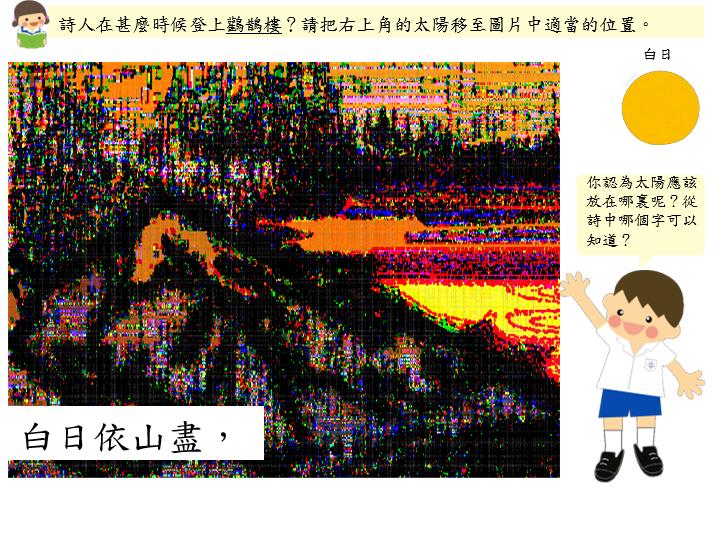 詩人在甚麼時候登上鸛鵲樓？請把右上角的太陽移至圖片中適當的位置。
白日
你認為太陽應該
放在哪裏呢？從
詩中哪個字可以
知道？
白日依山盡，